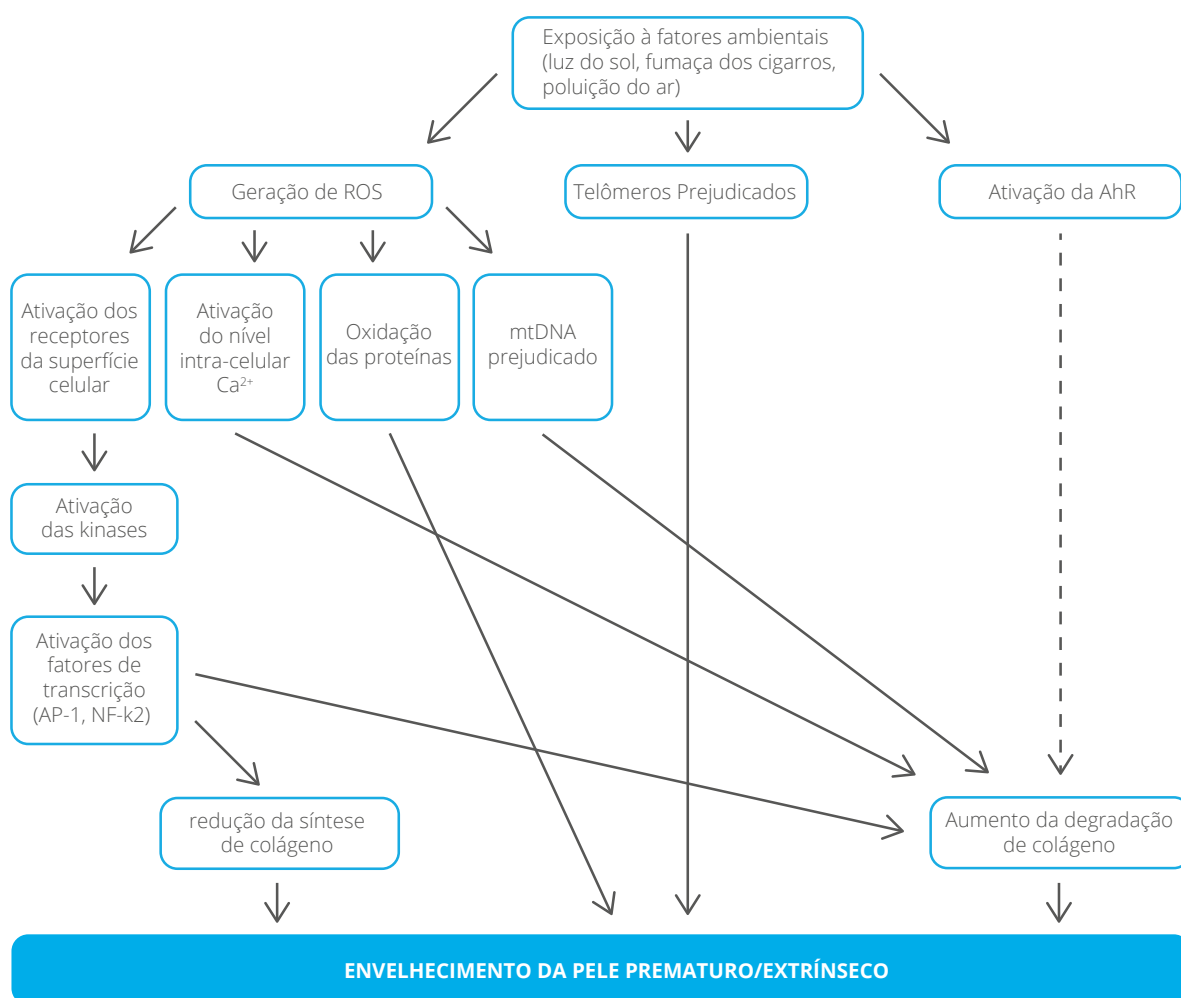 Exposição à fatores ambientais
(luz do sol, fumaça dos cigarros,
poluição do ar)
Geração de ROS
Telômeros Prejudicados
Ativação da AhR
Ativação dos
receptores
da superfície
celular
Ativação
do nível
intra-celular
Ca²⁺
Oxidação
das proteínas
mtDNA
prejudicado
Ativação
das kinases
Ativação dos
fatores de
transcrição
(AP-1, NF-k2)
redução da síntese
de colágeno
Aumento da degradação
de colágeno
ENVELHECIMENTO DA PELE PREMATURO/EXTRÍNSECO